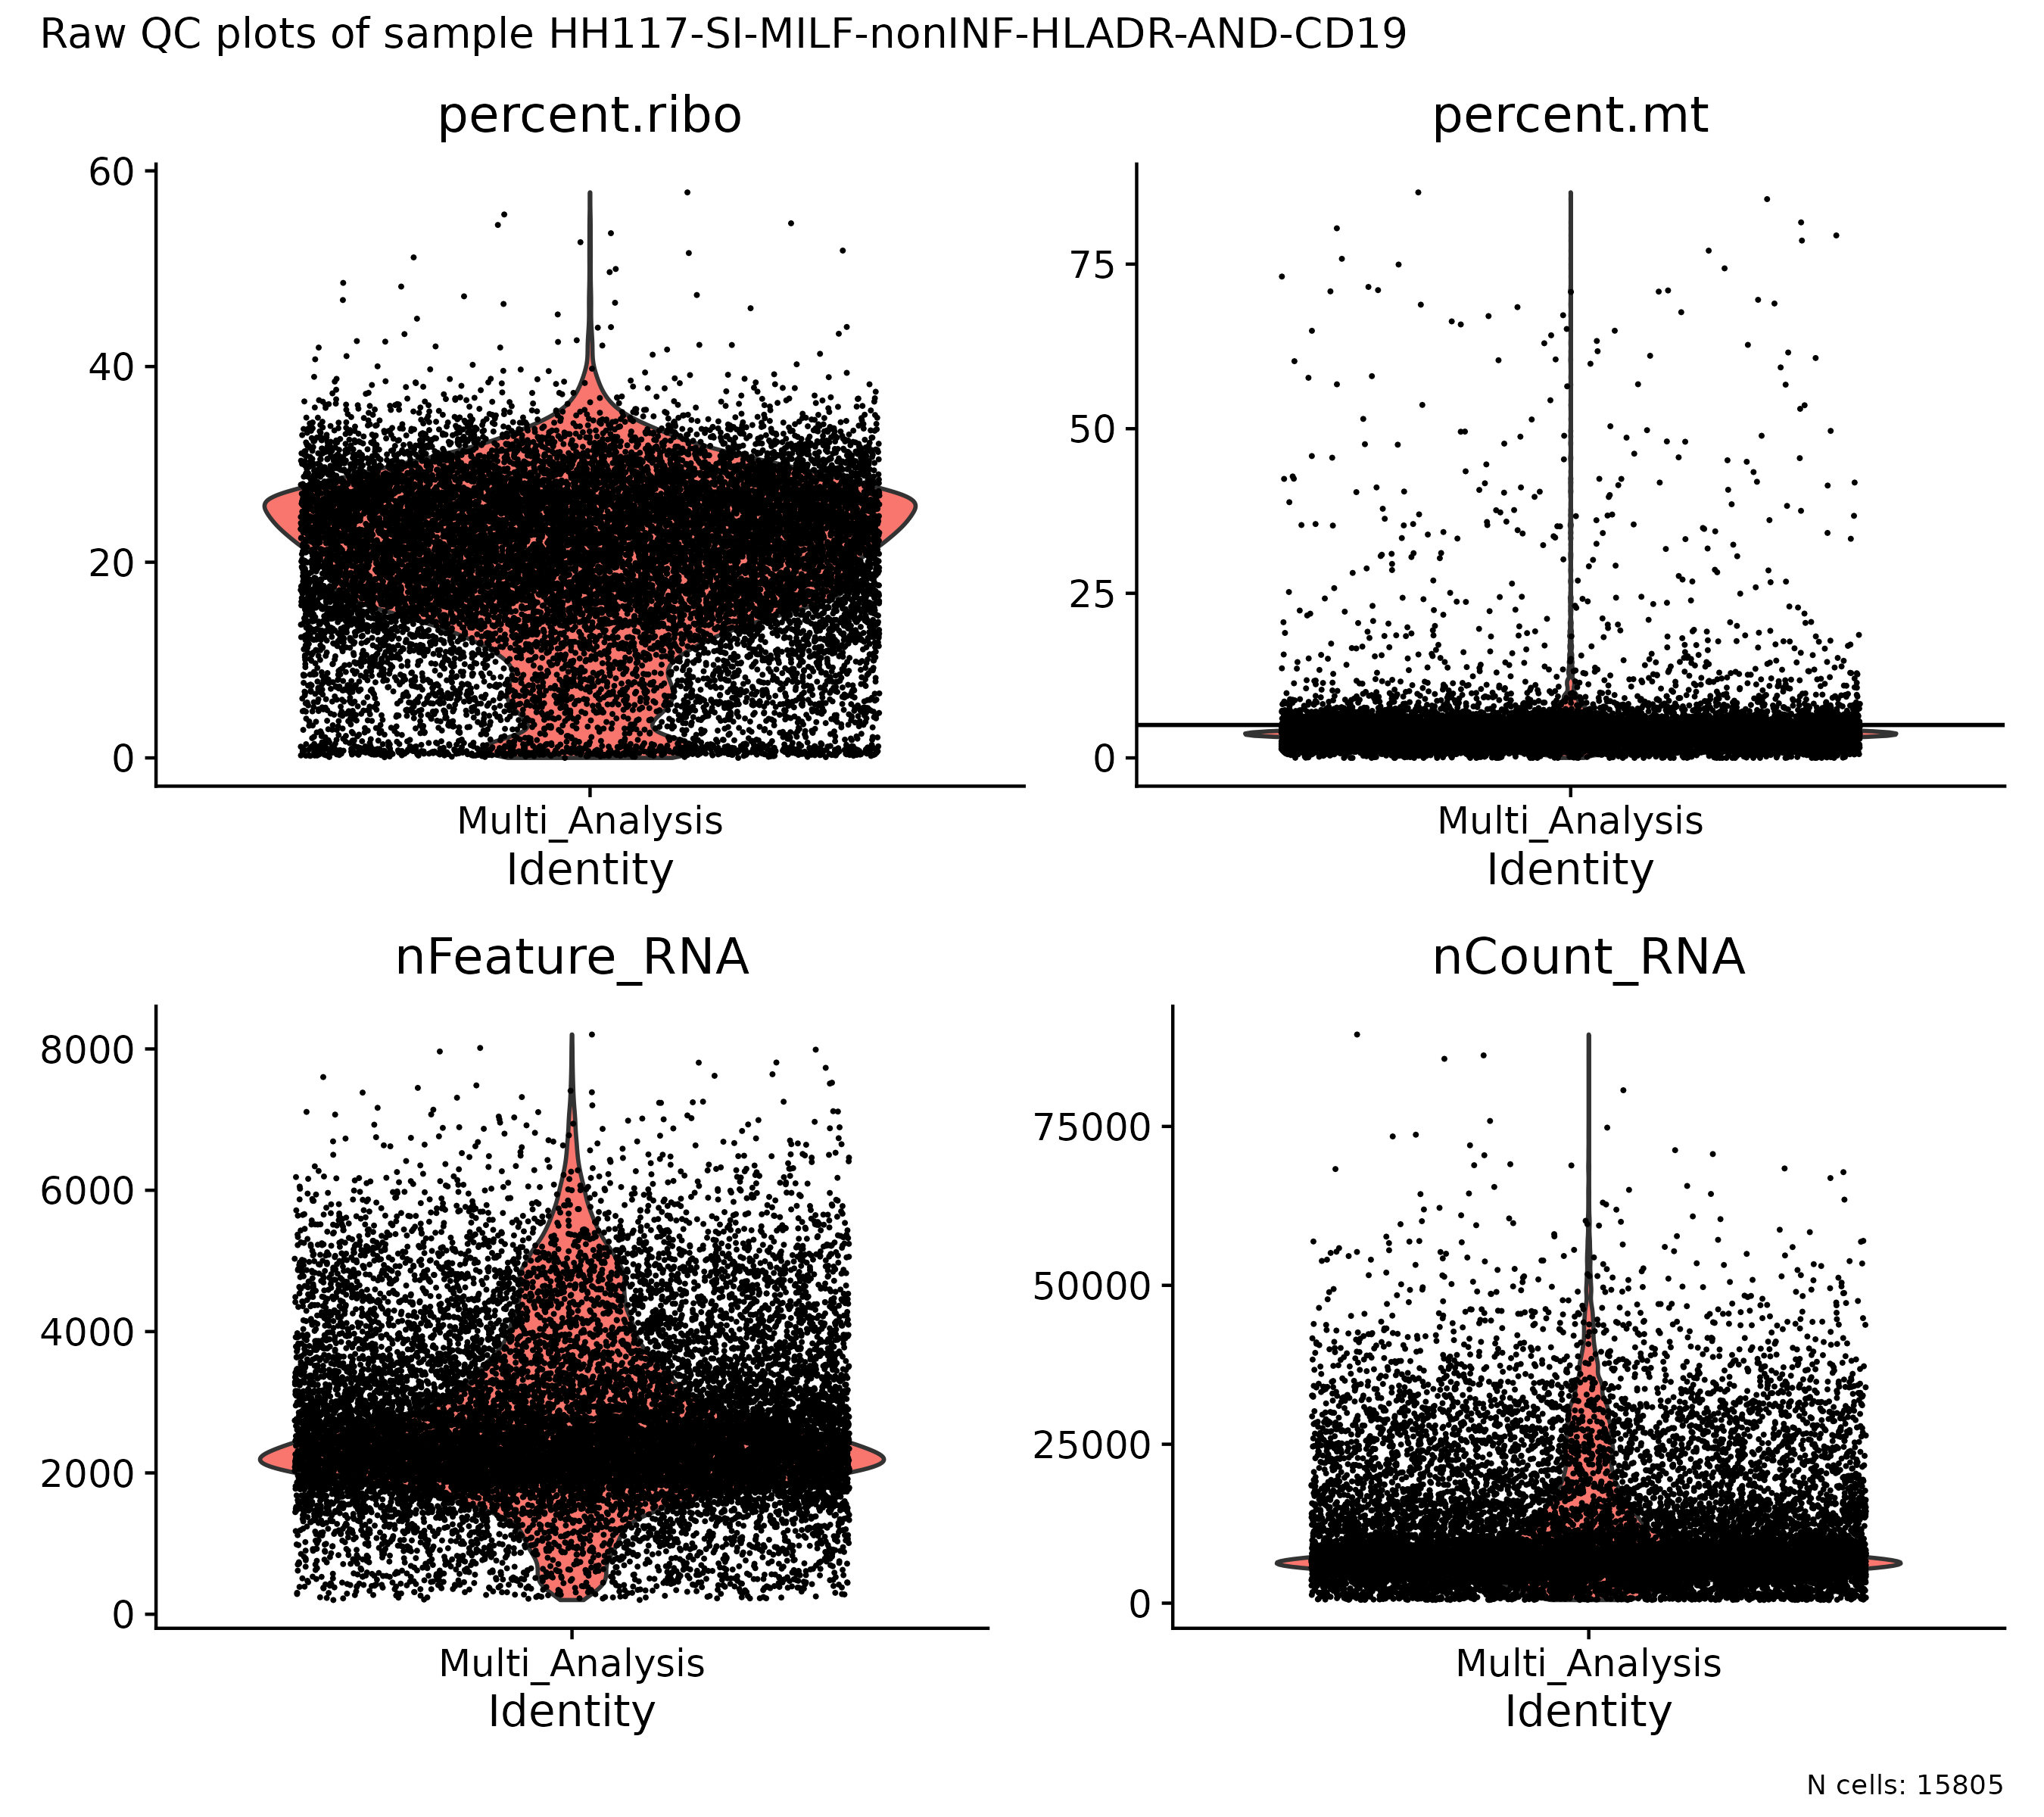 Raw QC plots of sample HH117-SI-MILF-nonINF-HLADR-AND-CD19
percent.ribo
60
40
20
0
Multi_Analysis
Identity
percent.mt
75
50
25
0
Multi_Analysis
Identity
nFeature_RNA
8000
6000
4000
2000
0
Multi_Analysis
Identity
nCount_RNA
75000
50000
25000
0
Multi_Analysis
Identity
N cells: 15805